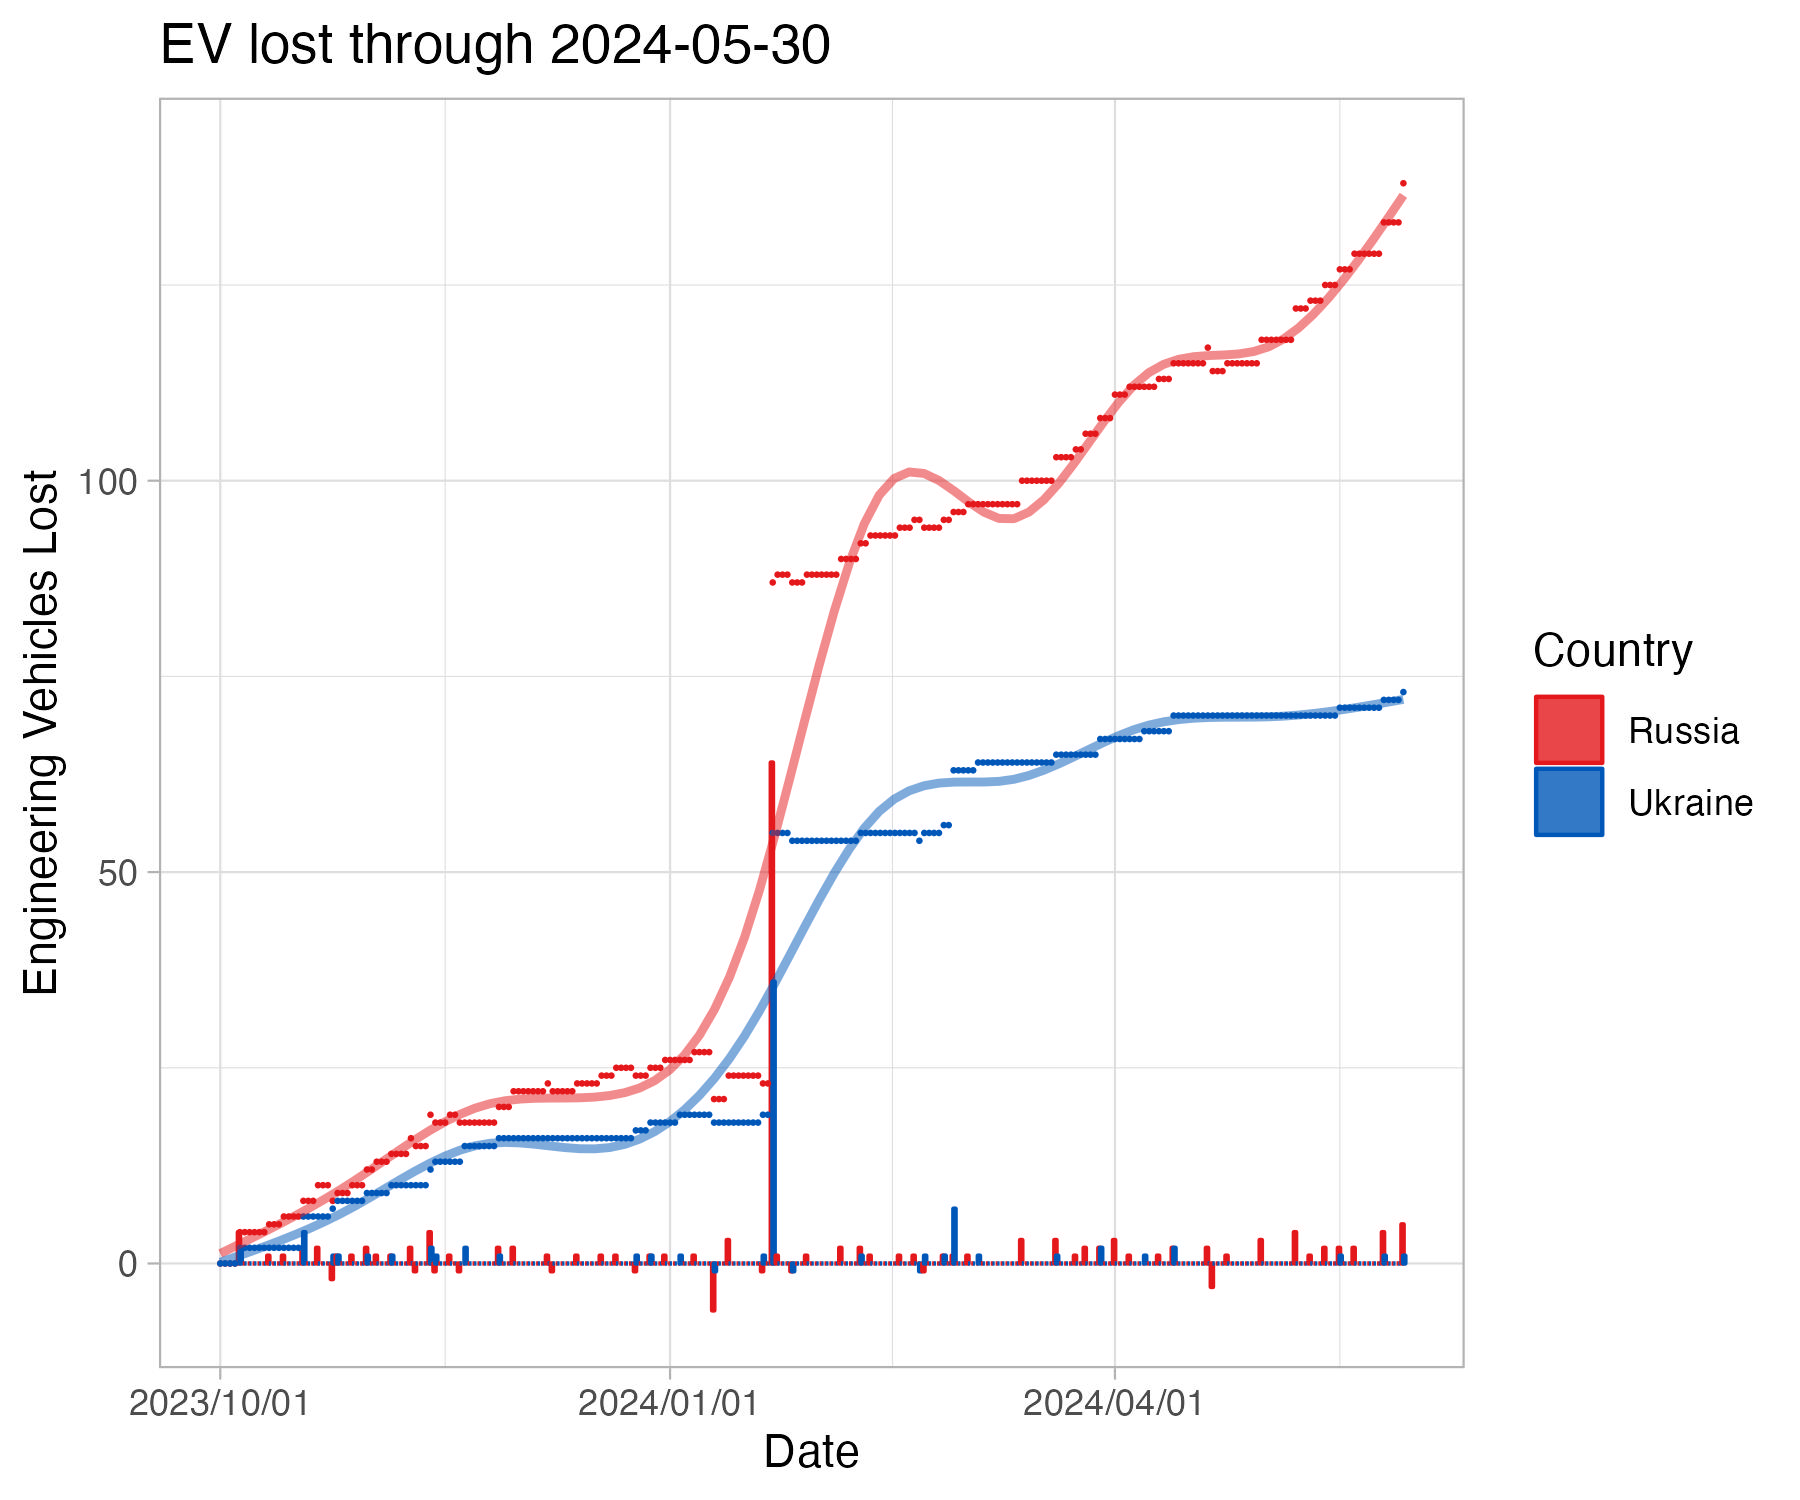 EV lost through 2024-05-30
Engineering Vehicles Lost
100
50
0
2023/10/01
2024/01/01
2024/04/01
Date
Country
Russia
Ukraine